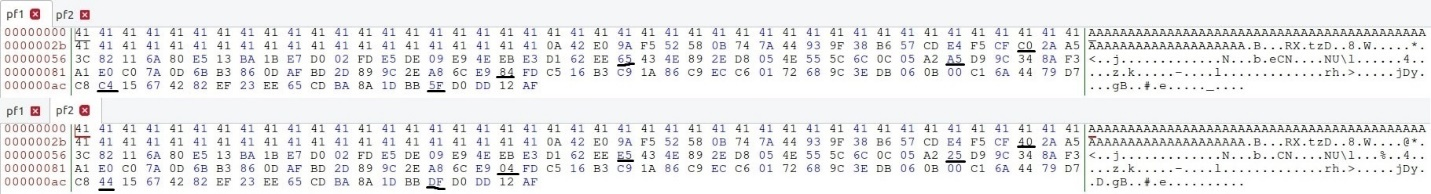 pf1 pf2
00000000 41 41 41 41 41 41 41 41 41 41 41 41 41 41 41 41 41 41 41 41 41 41 41 41 41 41 41 41 41 41 41 41 41 41 41 41 41 41 41 41 41 41 41 AAAAAAAAAAAAAAAAAAAAAAAAAAAAAAAAAAAAAAAAAAA
0000002b 41 41 41 41 41 41 41 41 41 41 41 41 41 41 41 41 41 41 41 41 0A 42 E0 9A F5 52 58 0B 74 7A 44 93 9F 38 B6 57 CD E4 F5 CF C0 2A A5 AAAAAAAAAAAAAAAAAAAA.B...RX.tzD..8.W.....*.
00000056 3C 82 11 6A 80 E5 13 BA 1B E7 D0 02 FD E5 DE 09 E9 4E EB E3 D1 62 EE 65 43 4E 89 2E D8 05 4E 55 5C 6C 0C 05 A2 A5 D9 9C 34 8A F3 <..j.............N...b.eCN....NU\l......4..
00000081 A1 E0 C0 7A 0D 6B B3 86 0D AF BD 2D 89 9C 2E A8 6C E9 84 FD C5 16 B3 C9 1A 86 C9 EC C6 01 72 68 9C 3E DB 06 0B 00 C1 6A 44 79 D7 ...z.k.....-....l.............rh.>.....jDy.
000000ac C8 C4 15 67 42 82 EF 23 EE 65 CD BA 8A 1D BB 5F D0 DD 12 AF ...gB..#.e....._....
pf1 pf2
00000000 41 41 41 41 41 41 41 41 41 41 41 41 41 41 41 41 41 41 41 41 41 41 41 41 41 41 41 41 41 41 41 41 41 41 41 41 41 41 41 41 41 41 41 AAAAAAAAAAAAAAAAAAAAAAAAAAAAAAAAAAAAAAAAAAA
0000002b 41 41 41 41 41 41 41 41 41 41 41 41 41 41 41 41 41 41 41 41 0A 42 E0 9A F5 52 58 0B 74 7A 44 93 9F 38 B6 57 CD E4 F5 CF 40 2A A5 AAAAAAAAAAAAAAAAAAAA.B...RX.tzD..8.W....@*.
00000056 3C 82 11 6A 80 E5 13 BA 1B E7 D0 02 FD E5 DE 09 E9 4E EB E3 D1 62 EE E5 43 4E 89 2E D8 05 4E 55 5C 6C 0C 05 A2 25 D9 9C 34 8A F3 <..j.............N...b..CN....NU\l...%..4..
00000081 A1 E0 C0 7A 0D 6B B3 86 0D AF BD 2D 89 9C 2E A8 6C E9 04 FD C5 16 B3 C9 1A 86 C9 EC C6 01 72 68 9C 3E DB 06 0B 00 C1 6A 44 79 D7 ...z.k.....-....l.............rh.>.....jDy.
000000ac C8 44 15 67 42 82 EF 23 EE 65 CD BA 8A 1D BB DF D0 DD 12 AF .D.gB..#.e..........